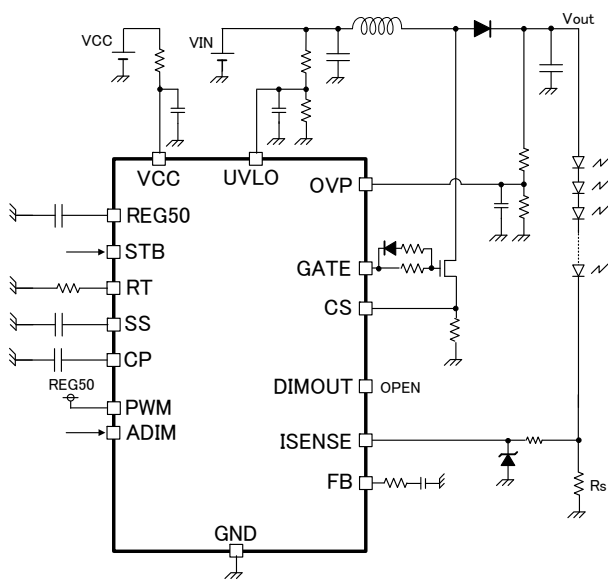 VCC
VIN
Vout
VCC
UVLO
OVP
REG50
STB
GATE
RT
CS
SS
CP
REG50
DIMOUT
OPEN
PWM
ADIM
ISENSE
FB
Rs
GND